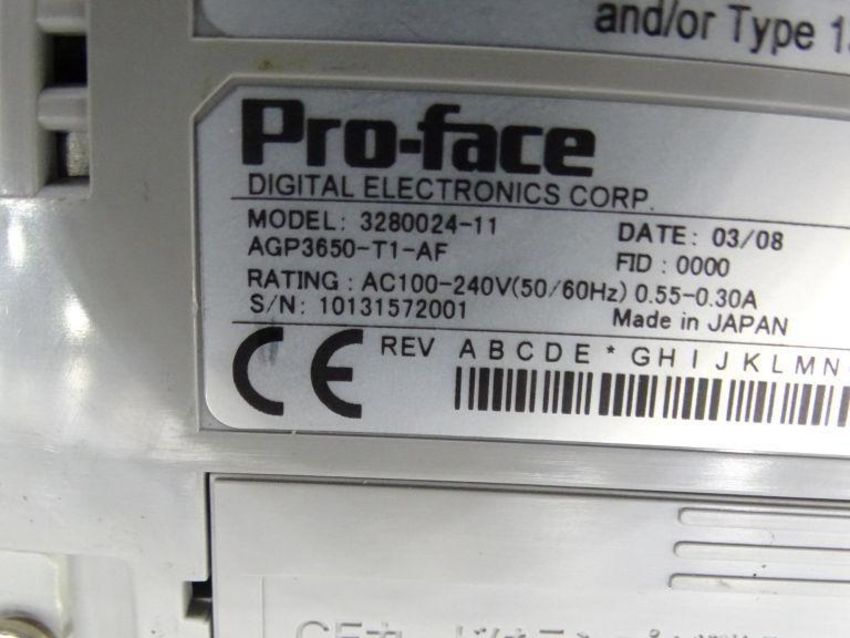 and/or Type 1
Pro-face
DIGITAL ELECTRONICS CORP.
MODEL: 3280024-11
AGP3650-T1-AF
DATE: 03/08
FID : 0000
RATING : AC100-240V(50/60Hz) 0.55-0.30A
S/N: 10131572001
Made in JAPAN
CE
REV A B C D E * G H I J K L M N